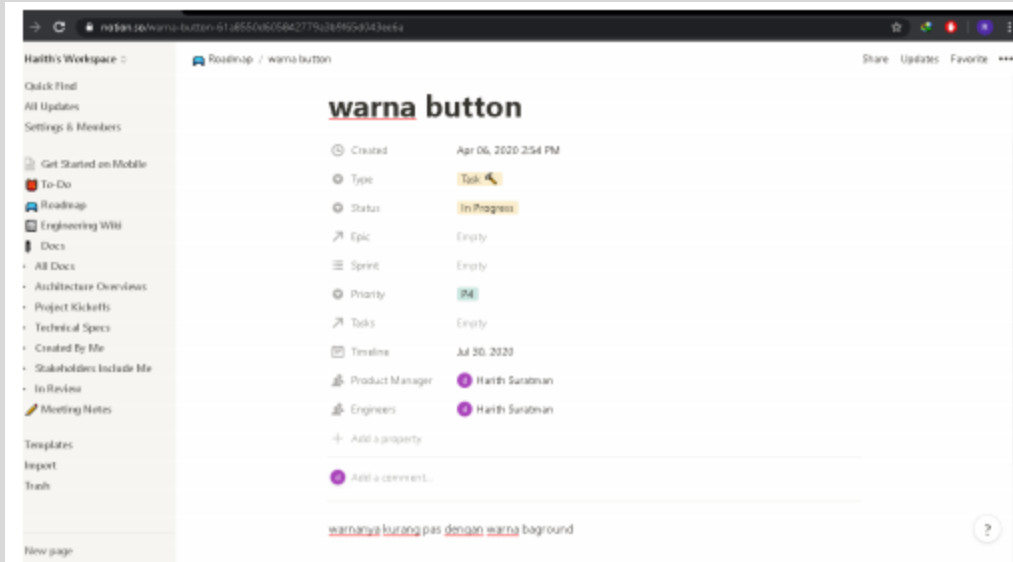 notion.so/warna-button-
Harith's Workspace
Roadmap / warna button
Share Updates Favorite
Quick Find
All Updates
Settings & Members
Get Started on Mobile
To-Do
Roadmap
Engineering Wiki
Docs
All Docs
Architecture Overviews
Project Kickoffs
Technical Specs
Created By Me
Stakeholders Include Me
In Review
Meeting Notes
Templates
Import
Trash
New page
warna button
Created Apr 06, 2020 2:54 PM
Type Task
Status In Progress
Epic Empty
Sprint Empty
Priority P4
Tasks Empty
Timeline Jul 30, 2020
Product Manager Harith Suratman
Engineers Harith Suratman
Add a property
Add a comment...
warnanya kurang pas dengan warna baground
?